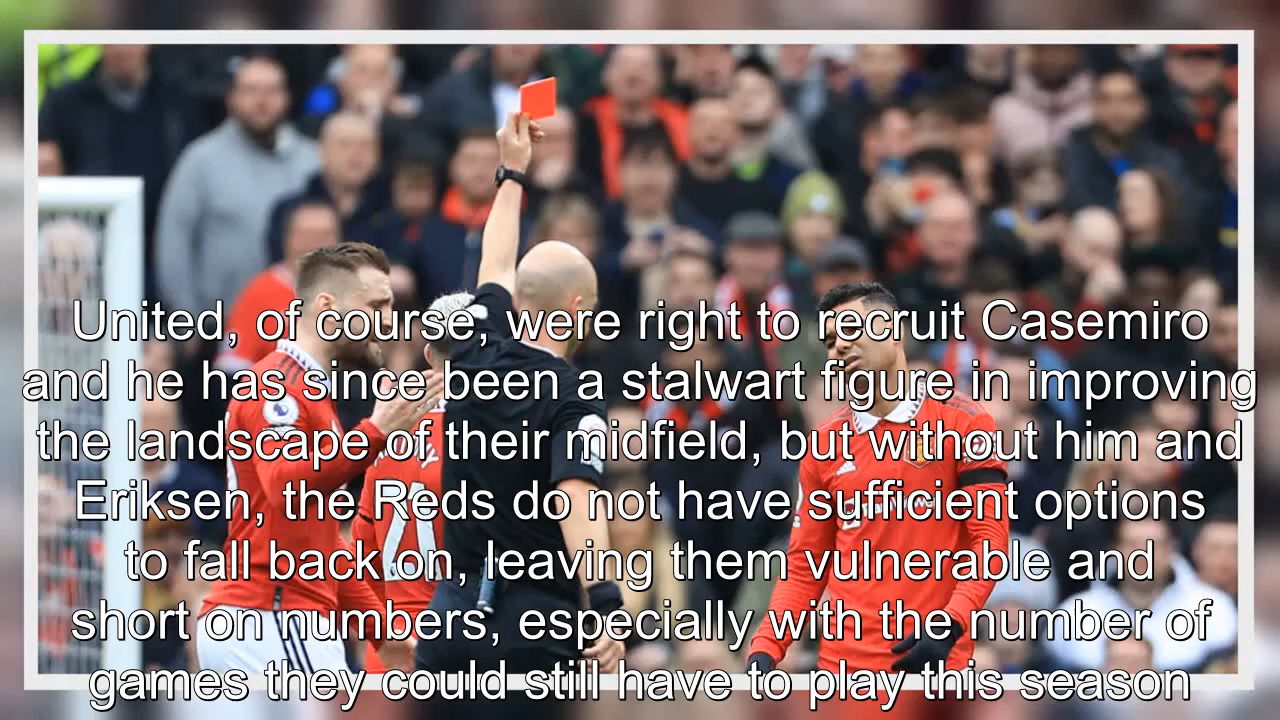 United, of course, were right to recruit Casemiro
and he has since been a stalwart figure in improving
the landscape of their midfield, but without him and
Eriksen, the Reds do not have sufficient options
to fall back on, leaving them vulnerable and
short on numbers, especially with the number of
games they could still have to play this season